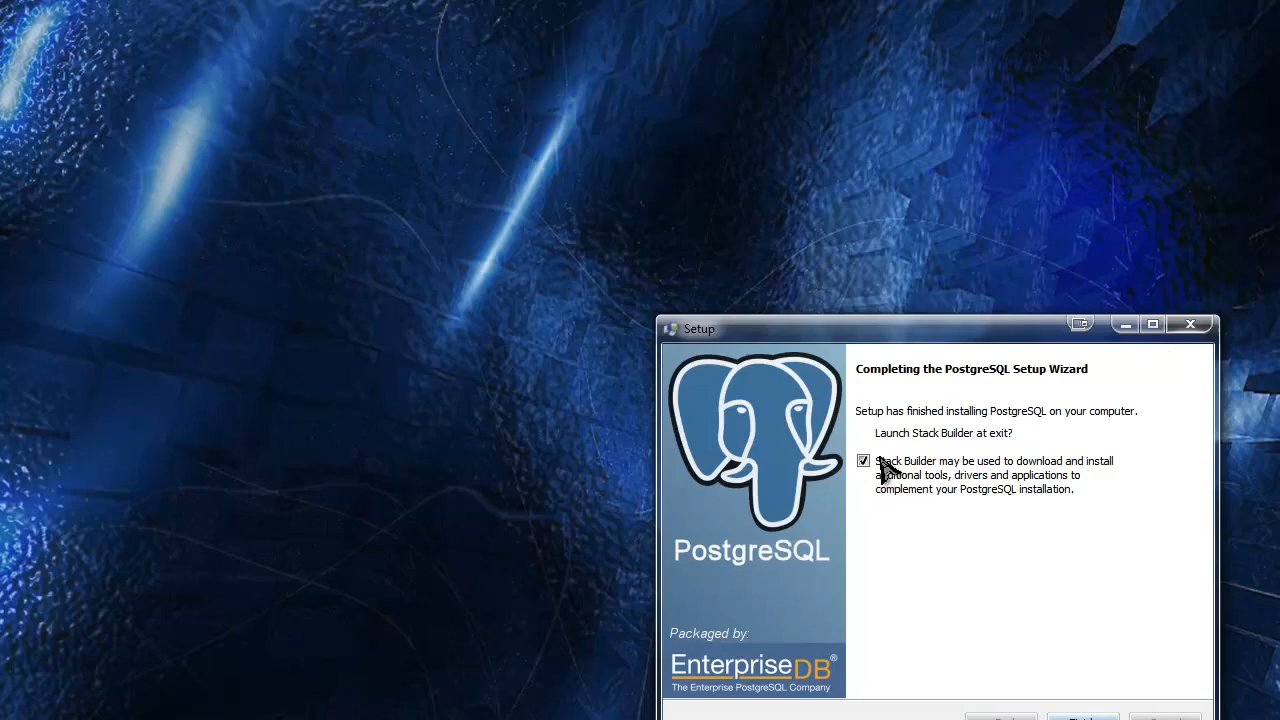 Setup
Completing the PostgreSQL Setup Wizard
Setup has finished installing PostgreSQL on your computer.
Launch Stack Builder at exit?
Stack Builder may be used to download and install
additional tools, drivers and applications to
complement your PostgreSQL installation.
PostgreSQL
Packaged by:
EnterpriseDB®
The Enterprise PostgreSQL Company